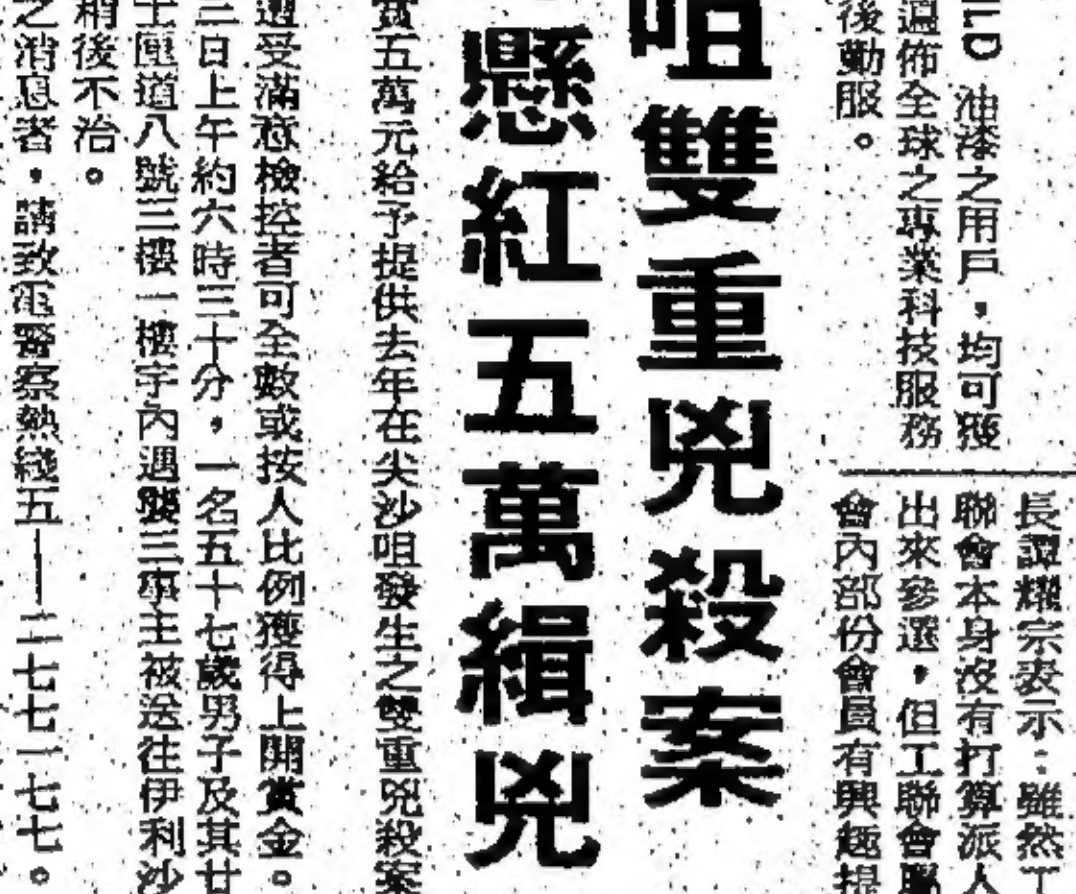 LD 油漆之用戶，均可獲
遍佈全球之專業科技服務
後勤服。
長譚耀宗表示：雖然工
聯會本身沒有打算派人
出來參選，但工聯會屬
會內部份會員有興趣提
咀雙重兇殺案
懸紅五萬緝兇
賞五萬元給予提供去年在尖沙咀發生之雙重兇殺案
遭受滿意檢控者可全數或按人比例獲得上開賞金。
三日上午約六時三十分，一名五十七歲男子及其廿
士匯道八號三樓一樓宇內遇襲三事主被送往伊利沙
稍後不治。
之消息者，請致電警察熱綫五——二七七一七七。